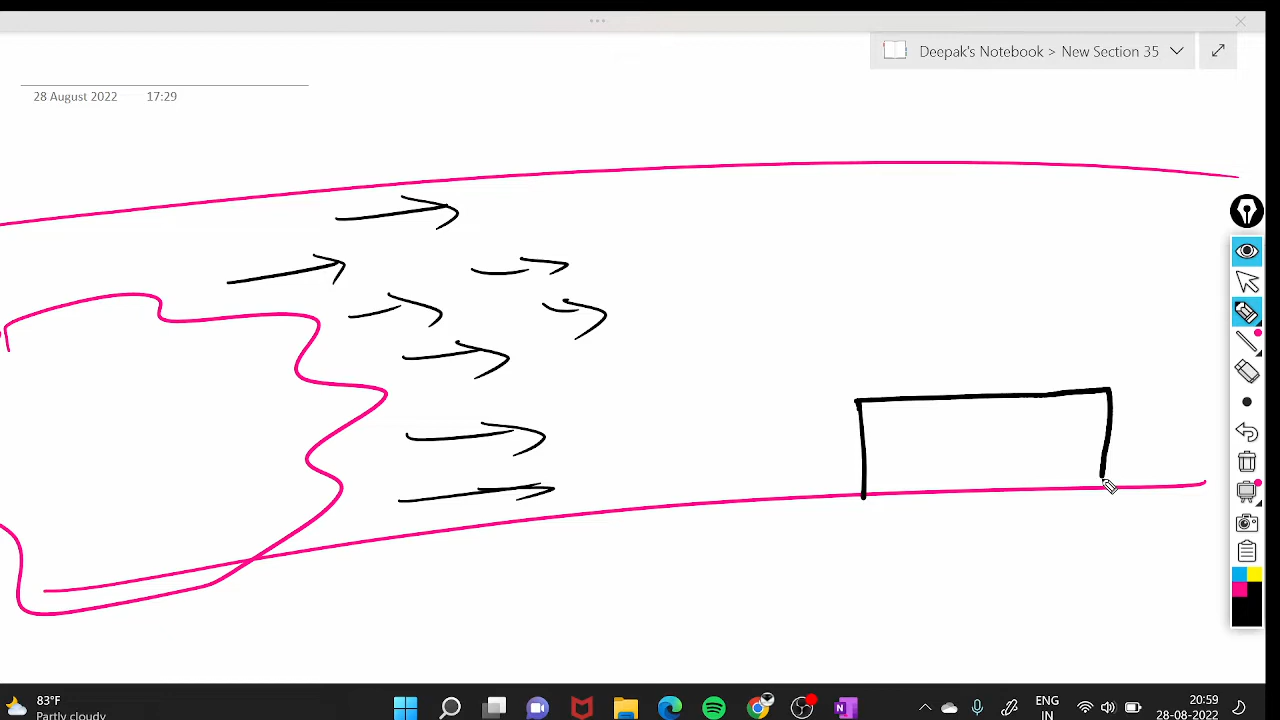 Deepak's Notebook > New Section 35
28 August 2022 17:29
83°F
Partly cloudy
ENG
IN
20:59
28-08-2022